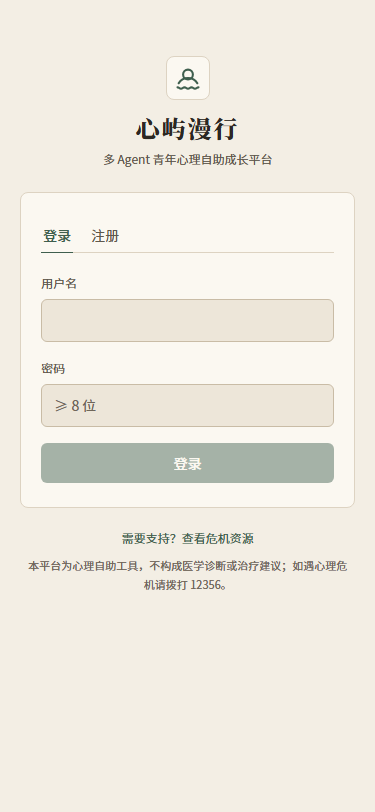 心屿漫行
多 Agent 青年心理自助成长平台
登录 注册
用户名
密码
≥ 8 位
登录
需要支持？查看危机资源
本平台为心理自助工具，不构成医学诊断或治疗建议；如遇心理危
机请拨打 12356。